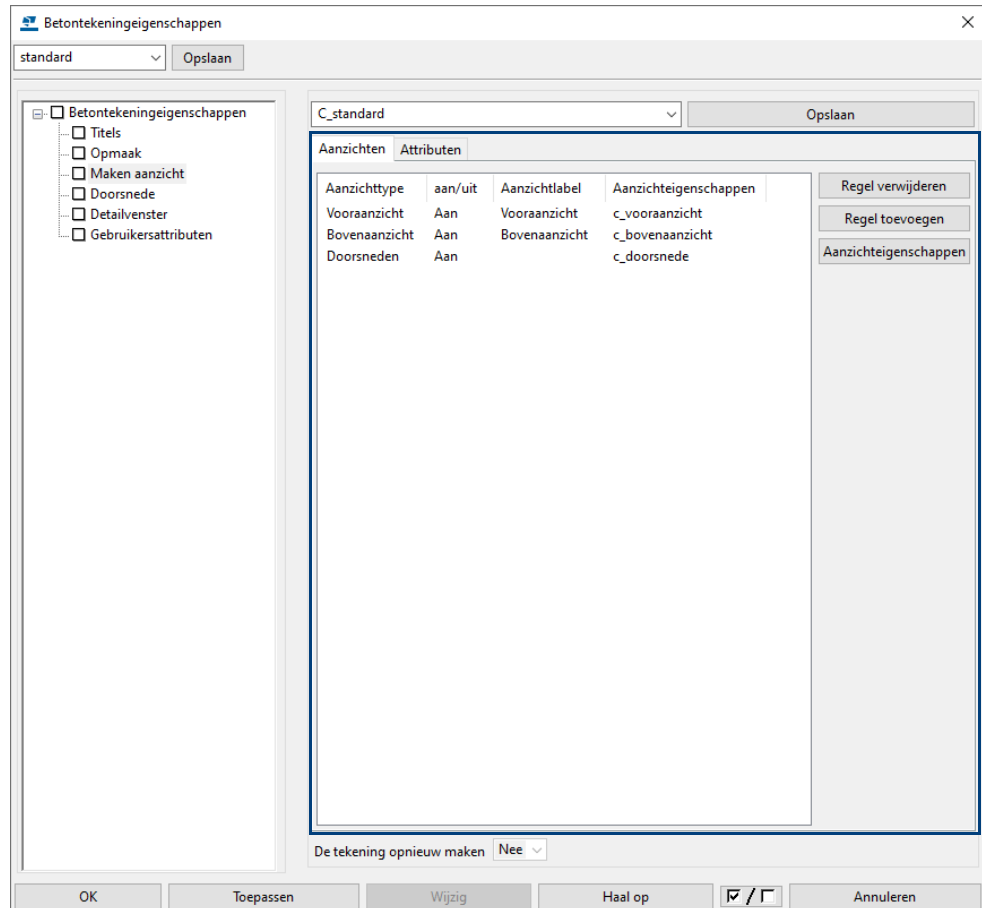 Betontekeningeigenschappen
standard Opslaan
Betontekeningeigenschappen
Titels
Opmaak
Maken aanzicht
Doorsnede
Detailvenster
Gebruikersattributen
C_standard Opslaan
Aanzichten Attributen
Aanzichttype aan/uit Aanzichtlabel Aanzichteigenschappen
Vooraanzicht Aan Vooraanzicht c_vooraanzicht
Bovenaanzicht Aan Bovenaanzicht c_bovenaanzicht
Doorsneden Aan c_doorsnede
Regel verwijderen
Regel toevoegen
Aanzichteigenschappen
De tekening opnieuw maken Nee
OK Toepassen Wijzig Haal op / Annuleren